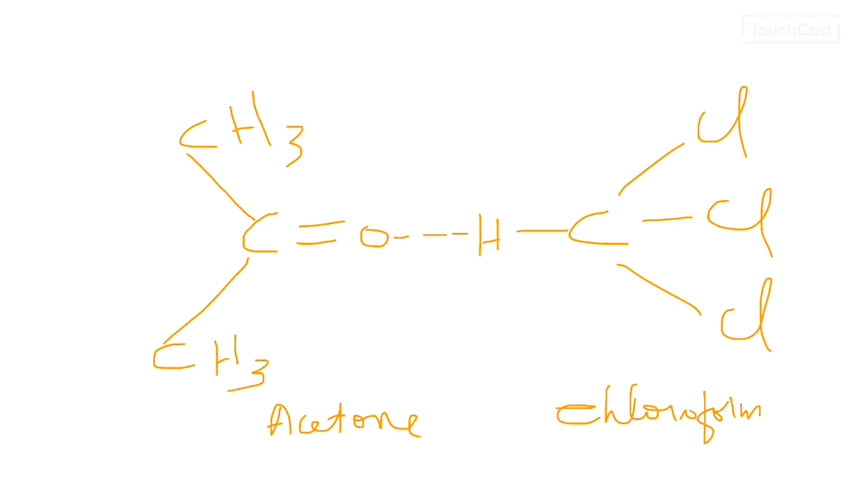 TouchCast
CH3
Cl
C=O---H—C—Cl
Cl
CH3
Acetone Chloroform